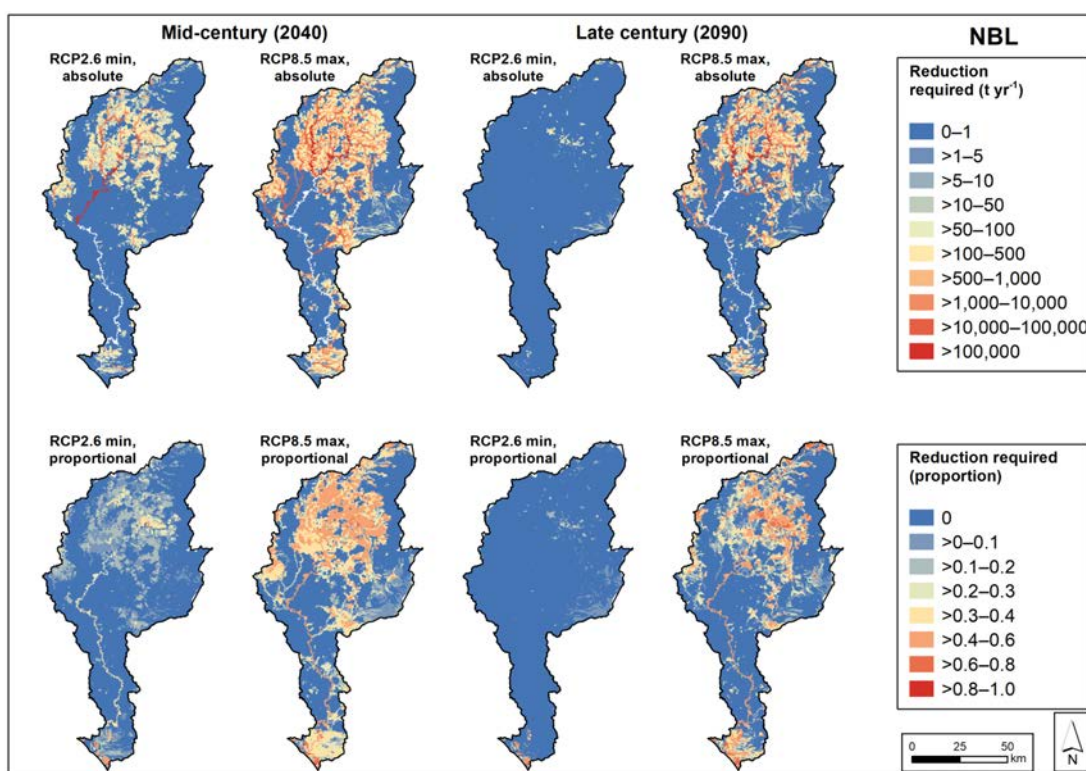 Mid-century (2040)
Late century (2090)
NBL
RCP2.6 min,
absolute
RCP8.5 max,
absolute
RCP2.6 min,
absolute
RCP8.5 max,
absolute
Reduction
required (t yr-1)
0–1
>1–5
>5–10
>10–50
>50–100
>100–500
>500–1,000
>1,000–10,000
>10,000–100,000
>100,000
RCP2.6 min,
proportional
RCP8.5 max,
proportional
RCP2.6 min,
proportional
RCP8.5 max,
proportional
Reduction required
(proportion)
0
>0–0.1
>0.1–0.2
>0.2–0.3
>0.3–0.4
>0.4–0.6
>0.6–0.8
>0.8–1.0
0 25 50
km
N